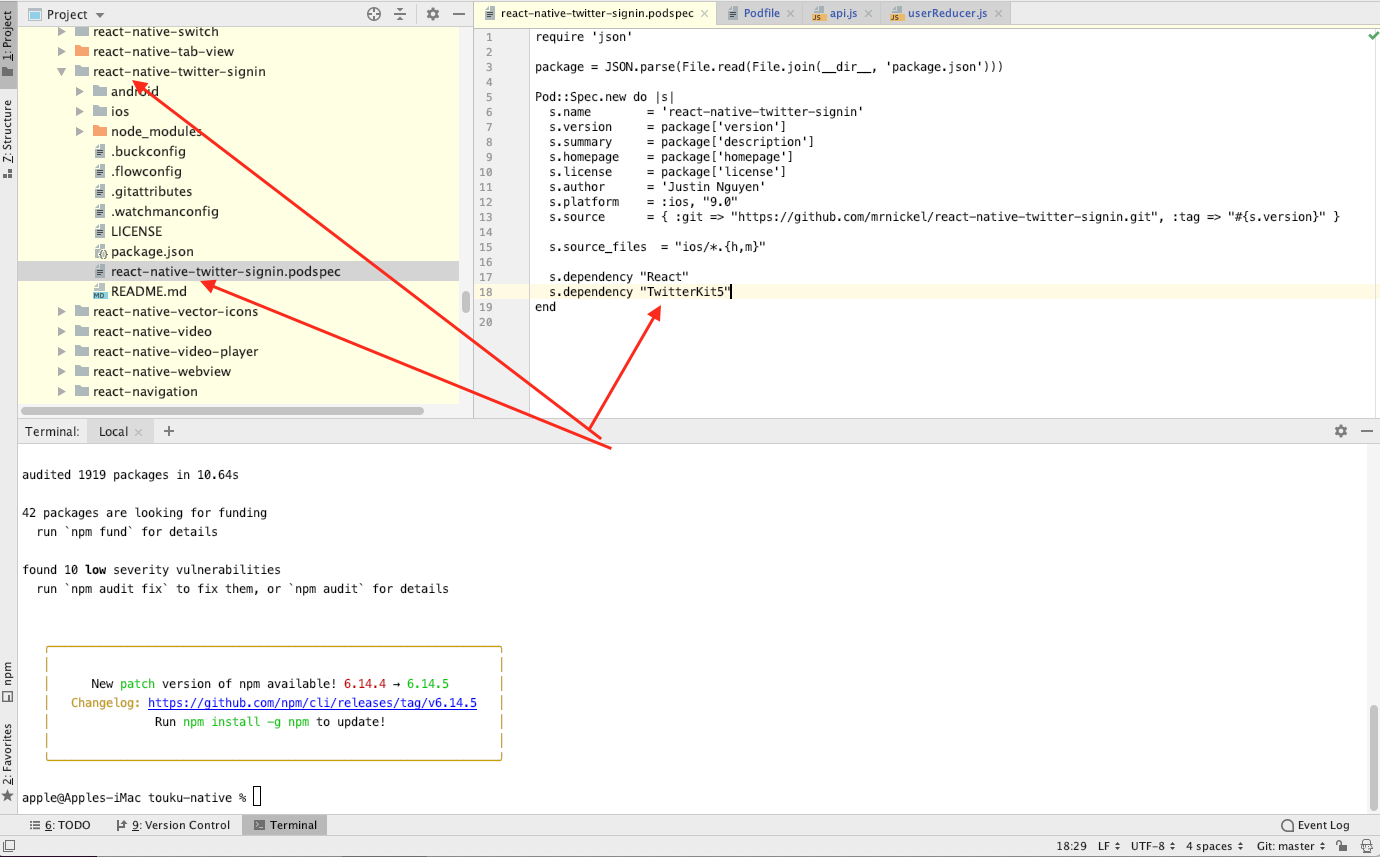 1: Project
Project
react-native-switch
react-native-tab-view
react-native-twitter-signin
android
ios
node_modules
.buckconfig
.flowconfig
.gitattributes
.watchmanconfig
LICENSE
package.json
react-native-twitter-signin.podspec
README.md
react-native-vector-icons
react-native-video
react-native-video-player
react-native-webview
react-navigation
7: Structure
react-native-twitter-signin.podspec
Podfile
api.js
userReducer.js
1 require 'json'
2
3 package = JSON.parse(File.read(File.join(__dir__, 'package.json')))
4
5 Pod::Spec.new do |s|
6 s.name = 'react-native-twitter-signin'
7 s.version = package['version']
8 s.summary = package['description']
9 s.homepage = package['homepage']
10 s.license = package['license']
11 s.author = 'Justin Nguyen'
12 s.platform = :ios, "9.0"
13 s.source = { :git => "https://github.com/mrnickel/react-native-twitter-signin.git", :tag => "#{s.version}" }
14
15 s.source_files = "ios/*.{h,m}"
16
17 s.dependency "React"
18 s.dependency "TwitterKit5"
19 end
20
Terminal: Local
audited 1919 packages in 10.64s
42 packages are looking for funding
run `npm fund` for details
found 10 low severity vulnerabilities
run `npm audit fix` to fix them, or `npm audit` for details
New patch version of npm available! 6.14.4 → 6.14.5
Changelog: https://github.com/npm/cli/releases/tag/v6.14.5
Run npm install -g npm to update!
apple@Apples-iMac touku-native %
npm
2: Favorites
6: TODO
9: Version Control
Terminal
Event Log
18:29 LF UTF-8 4 spaces Git: master